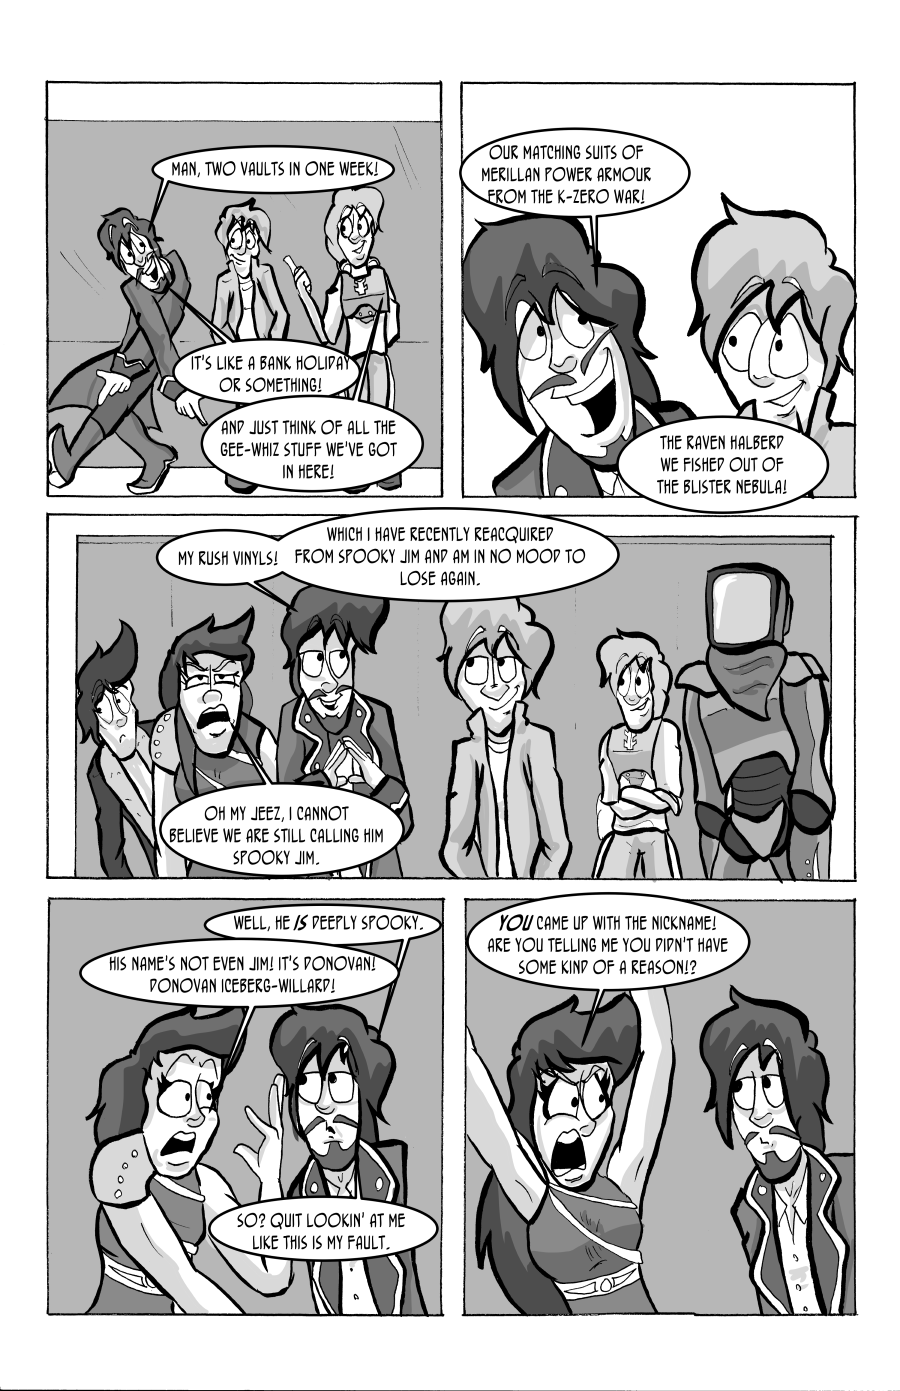 MAN, TWO VAULTS IN ONE WEEK!
IT'S LIKE A BANK HOLIDAY
OR SOMETHING!
AND JUST THINK OF ALL THE
GEE-WHIZ STUFF WE'VE GOT
IN HERE!
OUR MATCHING SUITS OF
MERILLAN POWER ARMOUR
FROM THE K-ZERO WAR!
THE RAVEN HALBERD
WE FISHED OUT OF
THE BLISTER NEBULA!
MY RUSH VINYLS!
WHICH I HAVE RECENTLY REACQUIRED
FROM SPOOKY JIM AND AM IN NO MOOD TO
LOSE AGAIN.
OH MY JEEZ, I CANNOT
BELIEVE WE ARE STILL CALLING HIM
SPOOKY JIM.
WELL, HE IS DEEPLY SPOOKY.
HIS NAME'S NOT EVEN JIM! IT'S DONOVAN!
DONOVAN ICEBERG-WILLARD!
SO? QUIT LOOKIN' AT ME
LIKE THIS IS MY FAULT.
YOU CAME UP WITH THE NICKNAME!
ARE YOU TELLING ME YOU DIDN'T HAVE
SOME KIND OF A REASON!?